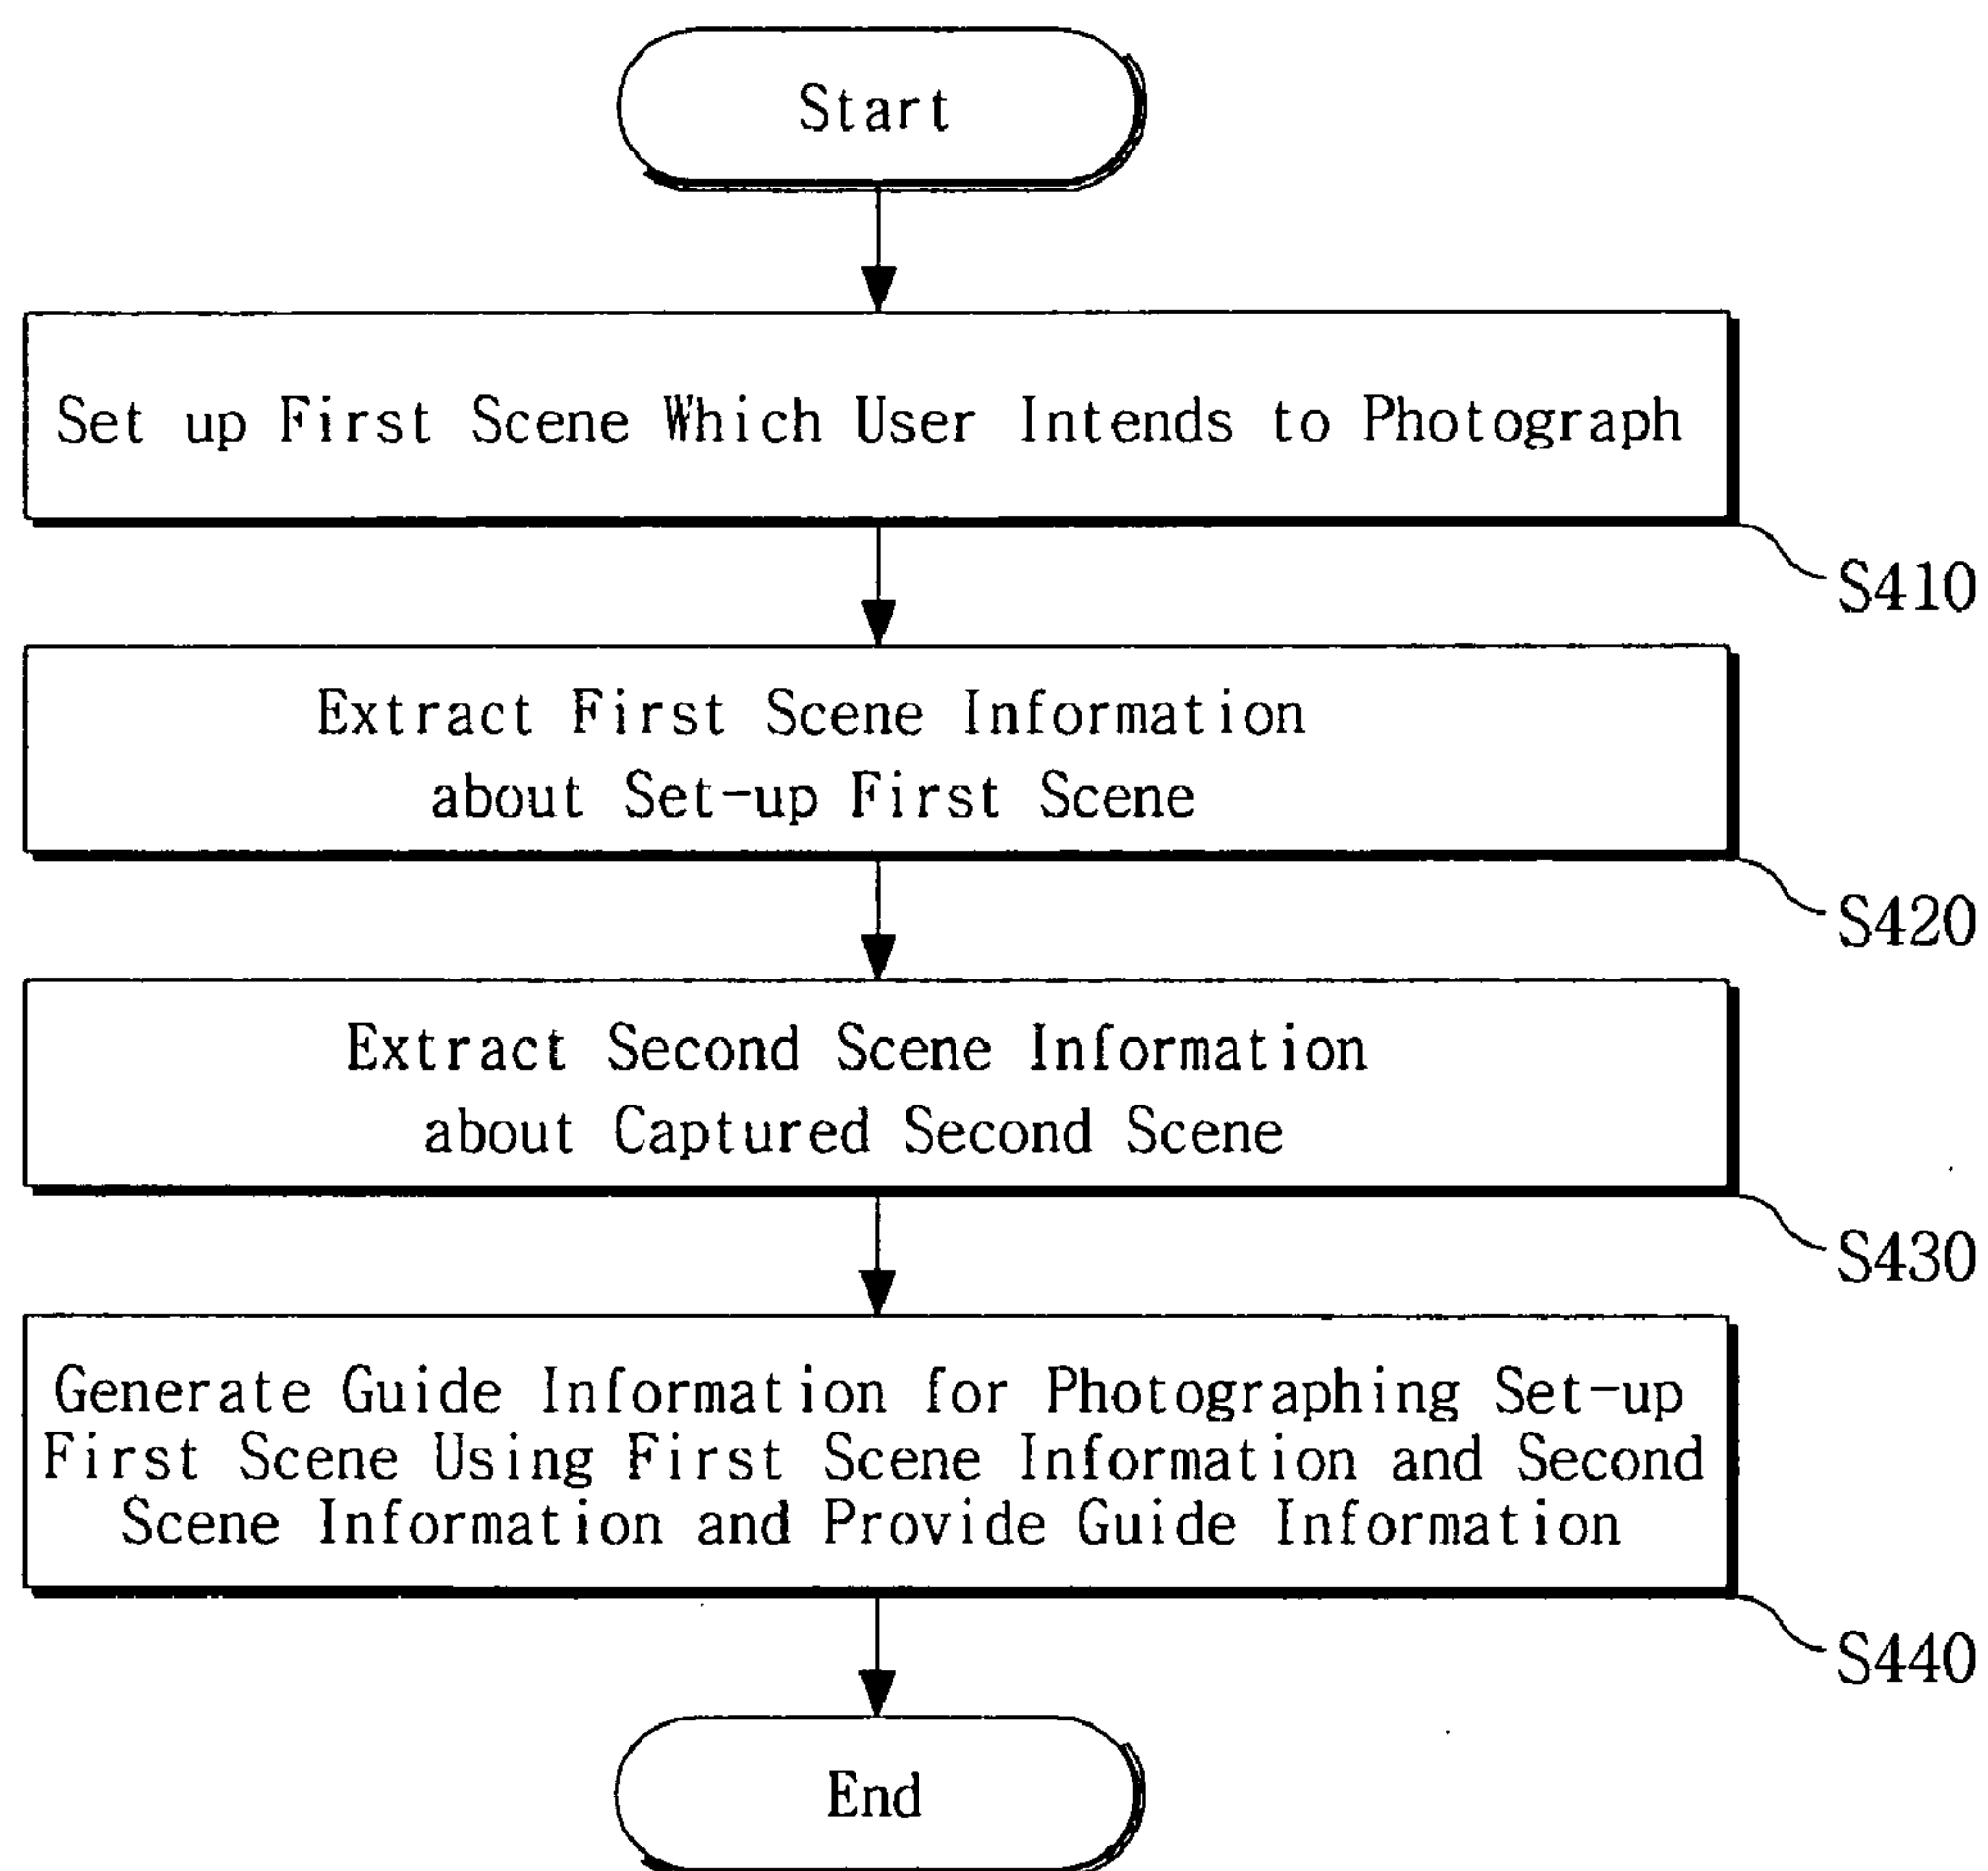 Start
Set up First Scene Which User Intends to Photograph
S410
Extract First Scene Information
about Set-up First Scene
S420
Extract Second Scene Information
about Captured Second Scene
S430
Generate Guide Information for Photographing Set-up
First Scene Using First Scene Information and Second
Scene Information and Provide Guide Information
S440
End